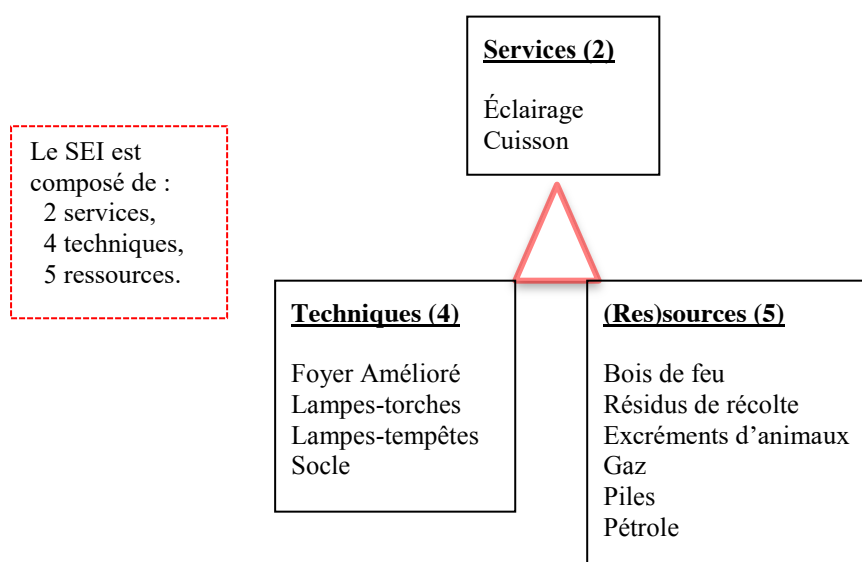 Services (2)
Éclairage
Cuisson
Le SEI est
composé de :
2 services,
4 techniques,
5 ressources.
Techniques (4)
Foyer Amélioré
Lampes-torches
Lampes-tempêtes
Socle
(Res)sources (5)
Bois de feu
Résidus de récolte
Excréments d’animaux
Gaz
Piles
Pétrole